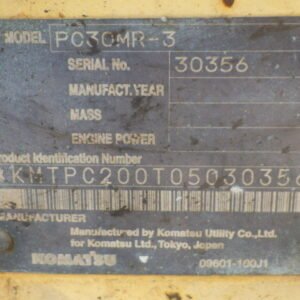 MODEL PC30MR-3
SERIAL No. 30356
MANUFACT.YEAR
MASS
ENGINE POWER
Product Identification Number
*KMTPC200T05030356
MANUFACTURER
Manufactured by Komatsu Utility Co.,Ltd.
for Komatsu Ltd.,Tokyo, Japan
KOMATSU 09601-100J1